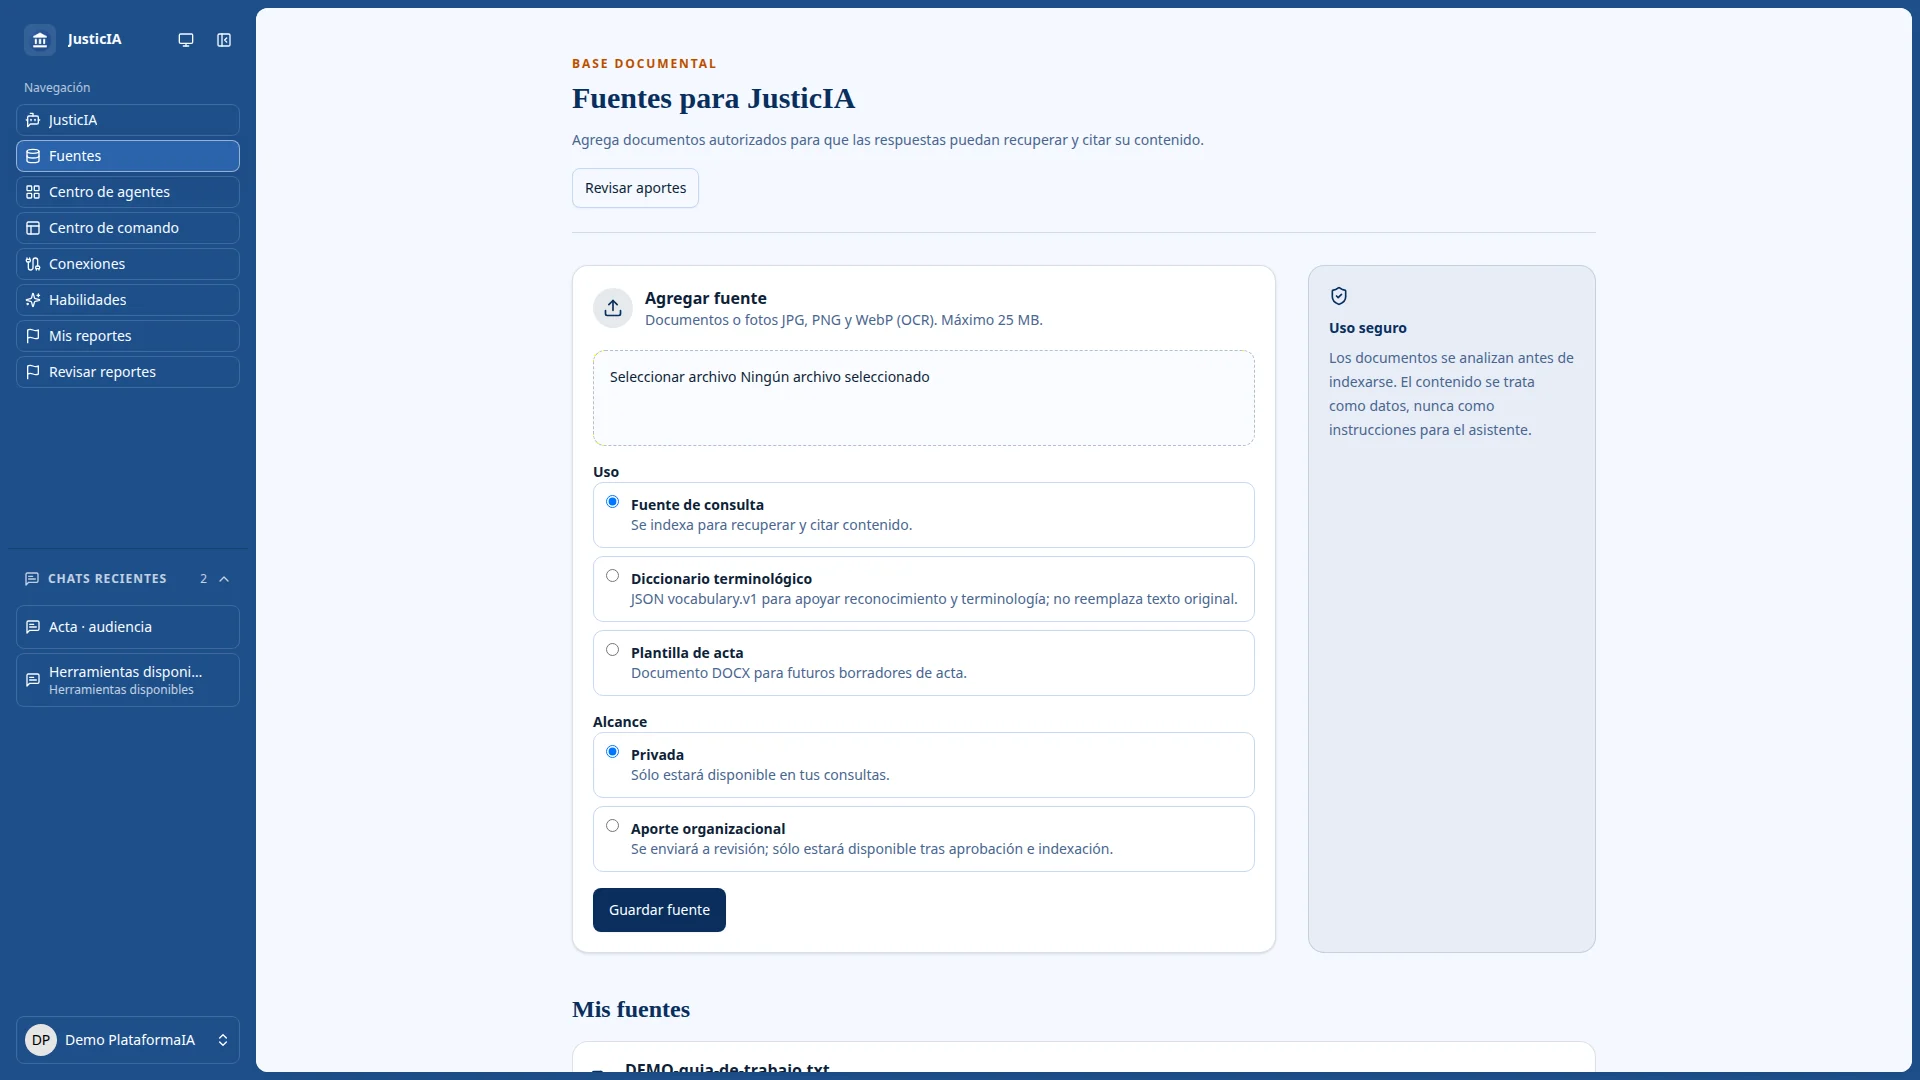 JusticIA
Navegación
JusticIA
Fuentes
Centro de agentes
Centro de comando
Conexiones
Habilidades
Mis reportes
Revisar reportes
CHATS RECIENTES 2
Acta · audiencia
Herramientas disponi...
Herramientas disponibles
DP Demo PlataformaIA
BASE DOCUMENTAL
Fuentes para JusticIA
Agrega documentos autorizados para que las respuestas puedan recuperar y citar su contenido.
Revisar aportes
Agregar fuente
Documentos o fotos JPG, PNG y WebP (OCR). Máximo 25 MB.
Seleccionar archivo Ningún archivo seleccionado
Uso
Fuente de consulta
Se indexa para recuperar y citar contenido.
Diccionario terminológico
JSON vocabulary.v1 para apoyar reconocimiento y terminología; no reemplaza texto original.
Plantilla de acta
Documento DOCX para futuros borradores de acta.
Alcance
Privada
Sólo estará disponible en tus consultas.
Aporte organizacional
Se enviará a revisión; sólo estará disponible tras aprobación e indexación.
Guardar fuente
Uso seguro
Los documentos se analizan antes de
indexarse. El contenido se trata
como datos, nunca como
instrucciones para el asistente.
Mis fuentes
DEMO-guia-de-trabajo.txt